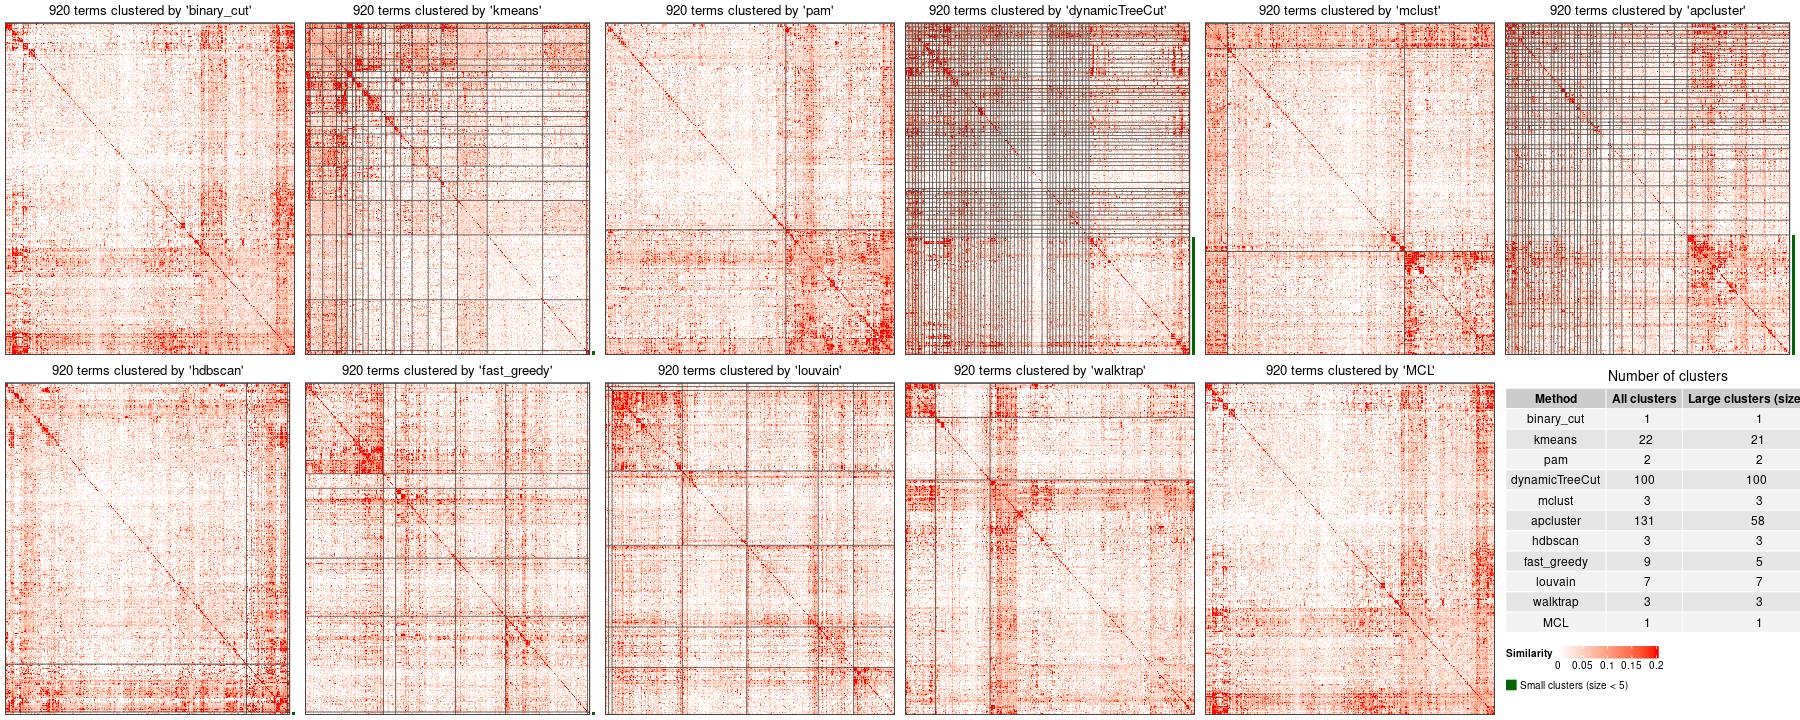 920 terms clustered by 'binary_cut'
920 terms clustered by 'kmeans'
920 terms clustered by 'pam'
920 terms clustered by 'dynamicTreeCut'
920 terms clustered by 'mclust'
920 terms clustered by 'apcluster'
920 terms clustered by 'hdbscan'
920 terms clustered by 'fast_greedy'
920 terms clustered by 'louvain'
920 terms clustered by 'walktrap'
920 terms clustered by 'MCL'
Number of clusters
Method All clusters Large clusters (size
binary_cut 1 1
kmeans 22 21
pam 2 2
dynamicTreeCut 100 100
mclust 3 3
apcluster 131 58
hdbscan 3 3
fast_greedy 9 5
louvain 7 7
walktrap 3 3
MCL 1 1
Similarity
0 0.05 0.1 0.15 0.2
Small clusters (size < 5)